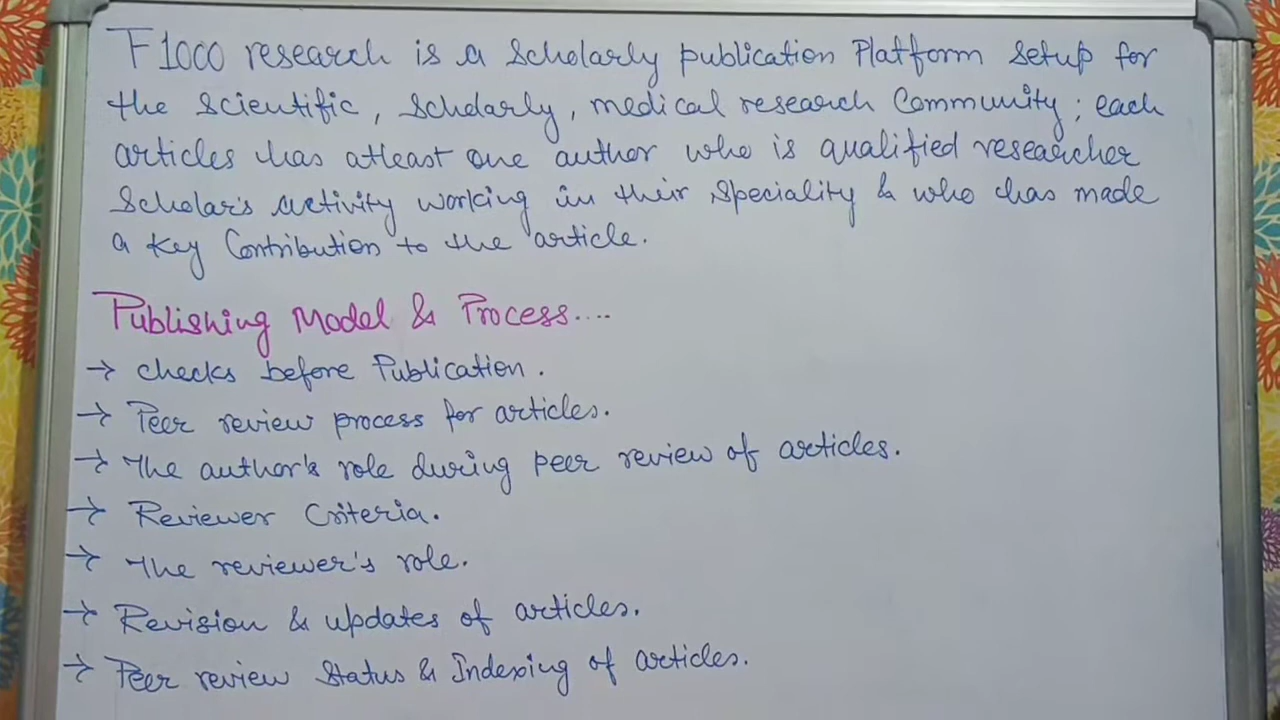 F1000 research is a Scholarly publication Platform Setup for
the Scientific, Scholarly, medical research Community; each
articles has atleast one author who is qualified researcher
Scholar's activity working in their Speciality & who has made
a key Contribution to the article.
Publishing Model & Process....
→ checks before Publication.
→ Peer review process for articles.
→ The author's role during peer review of articles.
→ Reviewer Criteria.
→ The reviewer's role.
→ Revision & updates of articles.
→ Peer review Status & Indexing of articles.